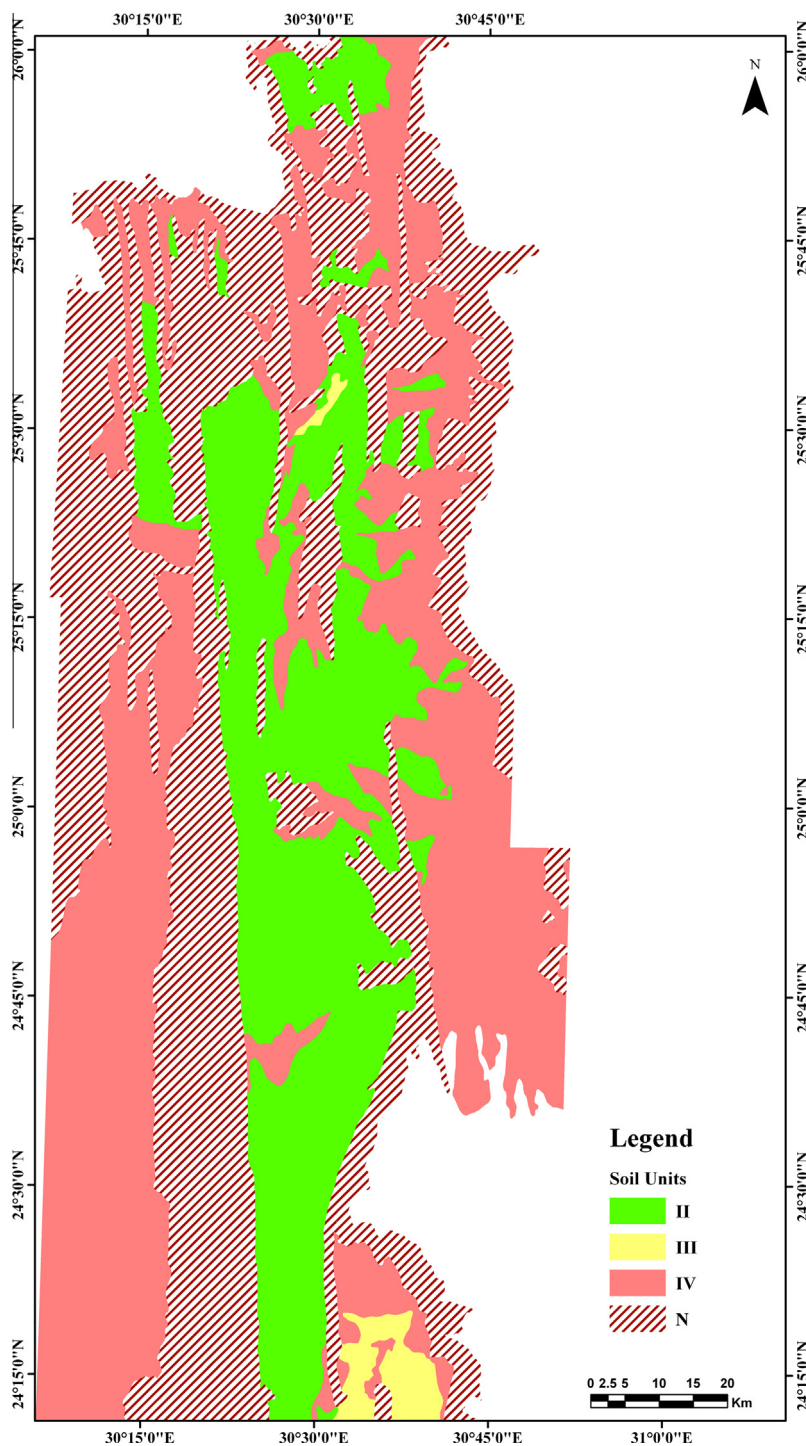 30°15'0"E 30°30'0"E 30°45'0"E
26°0'0"N 26°0'0"N
N
25°45'0"N 25°45'0"N
25°30'0"N 25°30'0"N
25°15'0"N 25°15'0"N
25°0'0"N 25°0'0"N
24°45'0"N 24°45'0"N
Legend
Soil Units
24°30'0"N 24°30'0"N
II
III
IV
N
24°15'0"N 24°15'0"N
0 2.5 5 10 15 20
Km
30°15'0"E 30°30'0"E 30°45'0"E 31°0'0"E